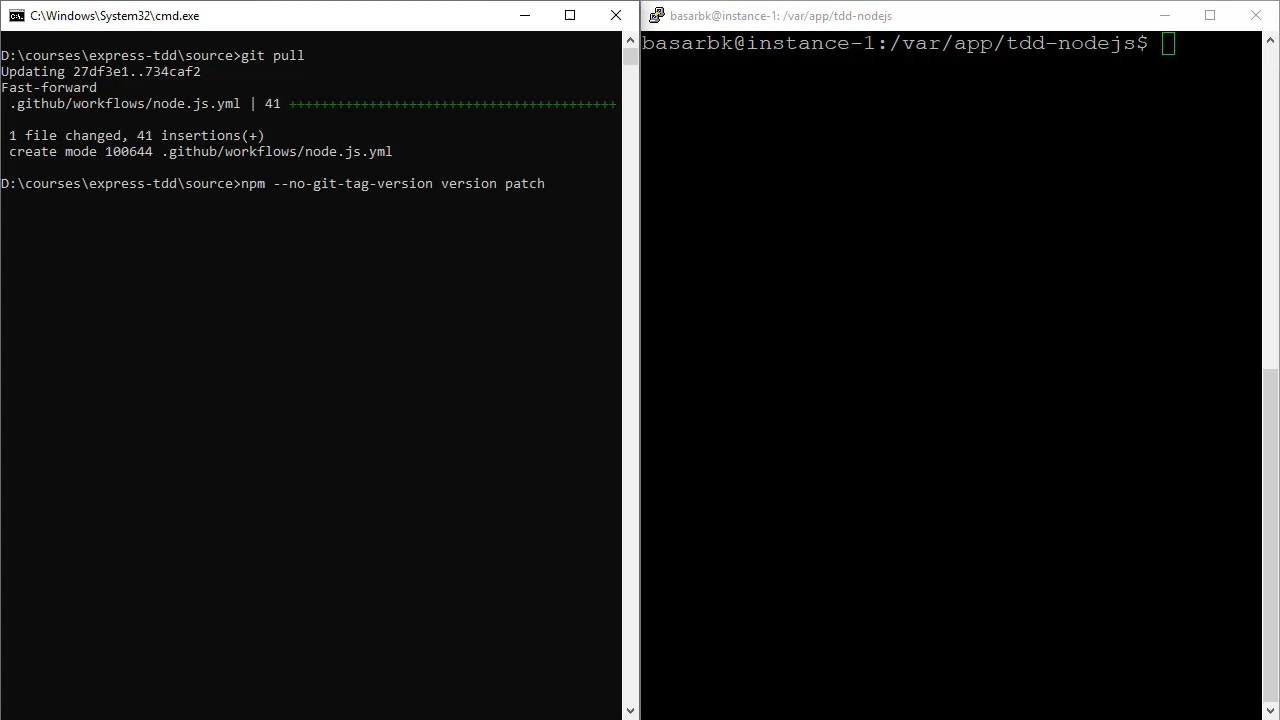 C:\Windows\System32\cmd.exe
D:\courses\express-tdd\source>git pull
Updating 27df3e1..734caf2
Fast-forward
 .github/workflows/node.js.yml | 41 +++++++++++++++++++++++++++++++++++++++++
 1 file changed, 41 insertions(+)
 create mode 100644 .github/workflows/node.js.yml
D:\courses\express-tdd\source>npm --no-git-tag-version version patch
basarbk@instance-1: /var/app/tdd-nodejs
basarbk@instance-1:/var/app/tdd-nodejs$